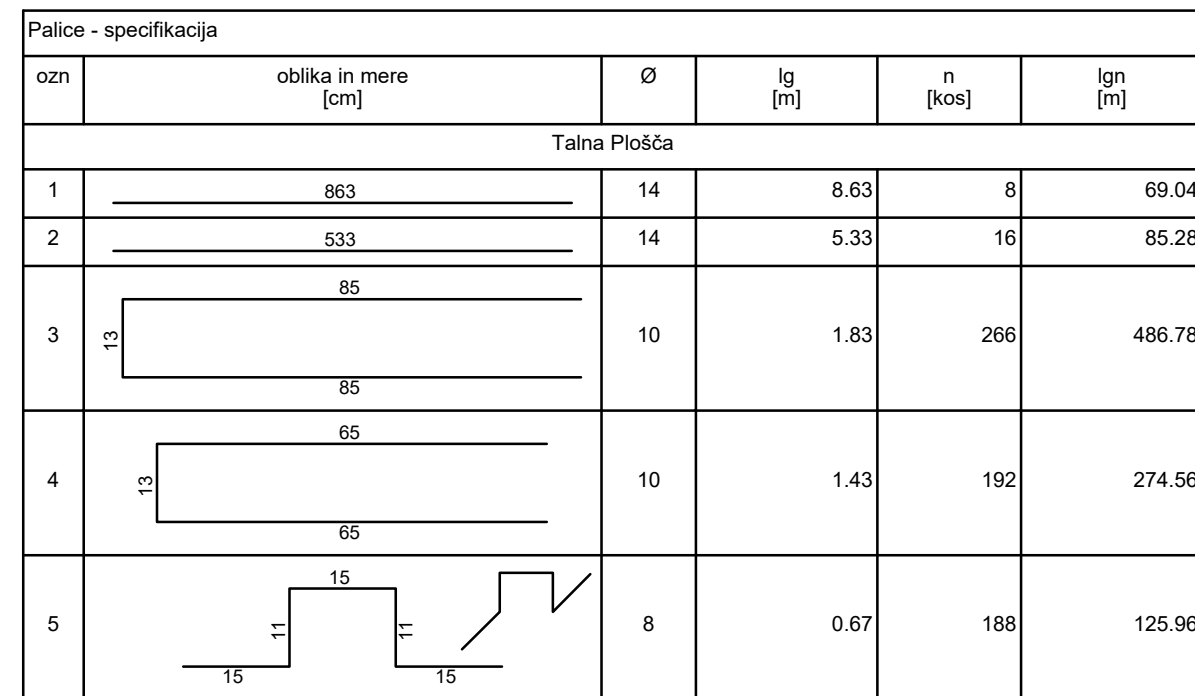 Palice - specifikacija
ozn oblika in mere Ø lg n lgn
[cm] [m] [kos] [m]
Talna Plošča
1 863 14 8.63 8 69.04
2 533 14 5.33 16 85.28
85
3 13 10 1.83 266 486.78
85
65
4 13 10 1.43 192 274.56
65
15
5 11 11 8 0.67 188 125.96
15 15